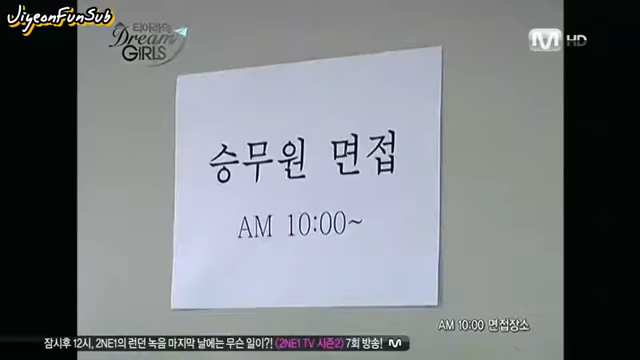 JiyeonFunSub
티아라의
Dream
GIRLS
M HD
승무원 면접
AM 10:00~
AM 10:00 면접장소
잠시후 12시, 2NE1의 런던 녹음 마지막 날에는 무슨 일이?! <2NE1 TV 시즌2> 7회 방송!